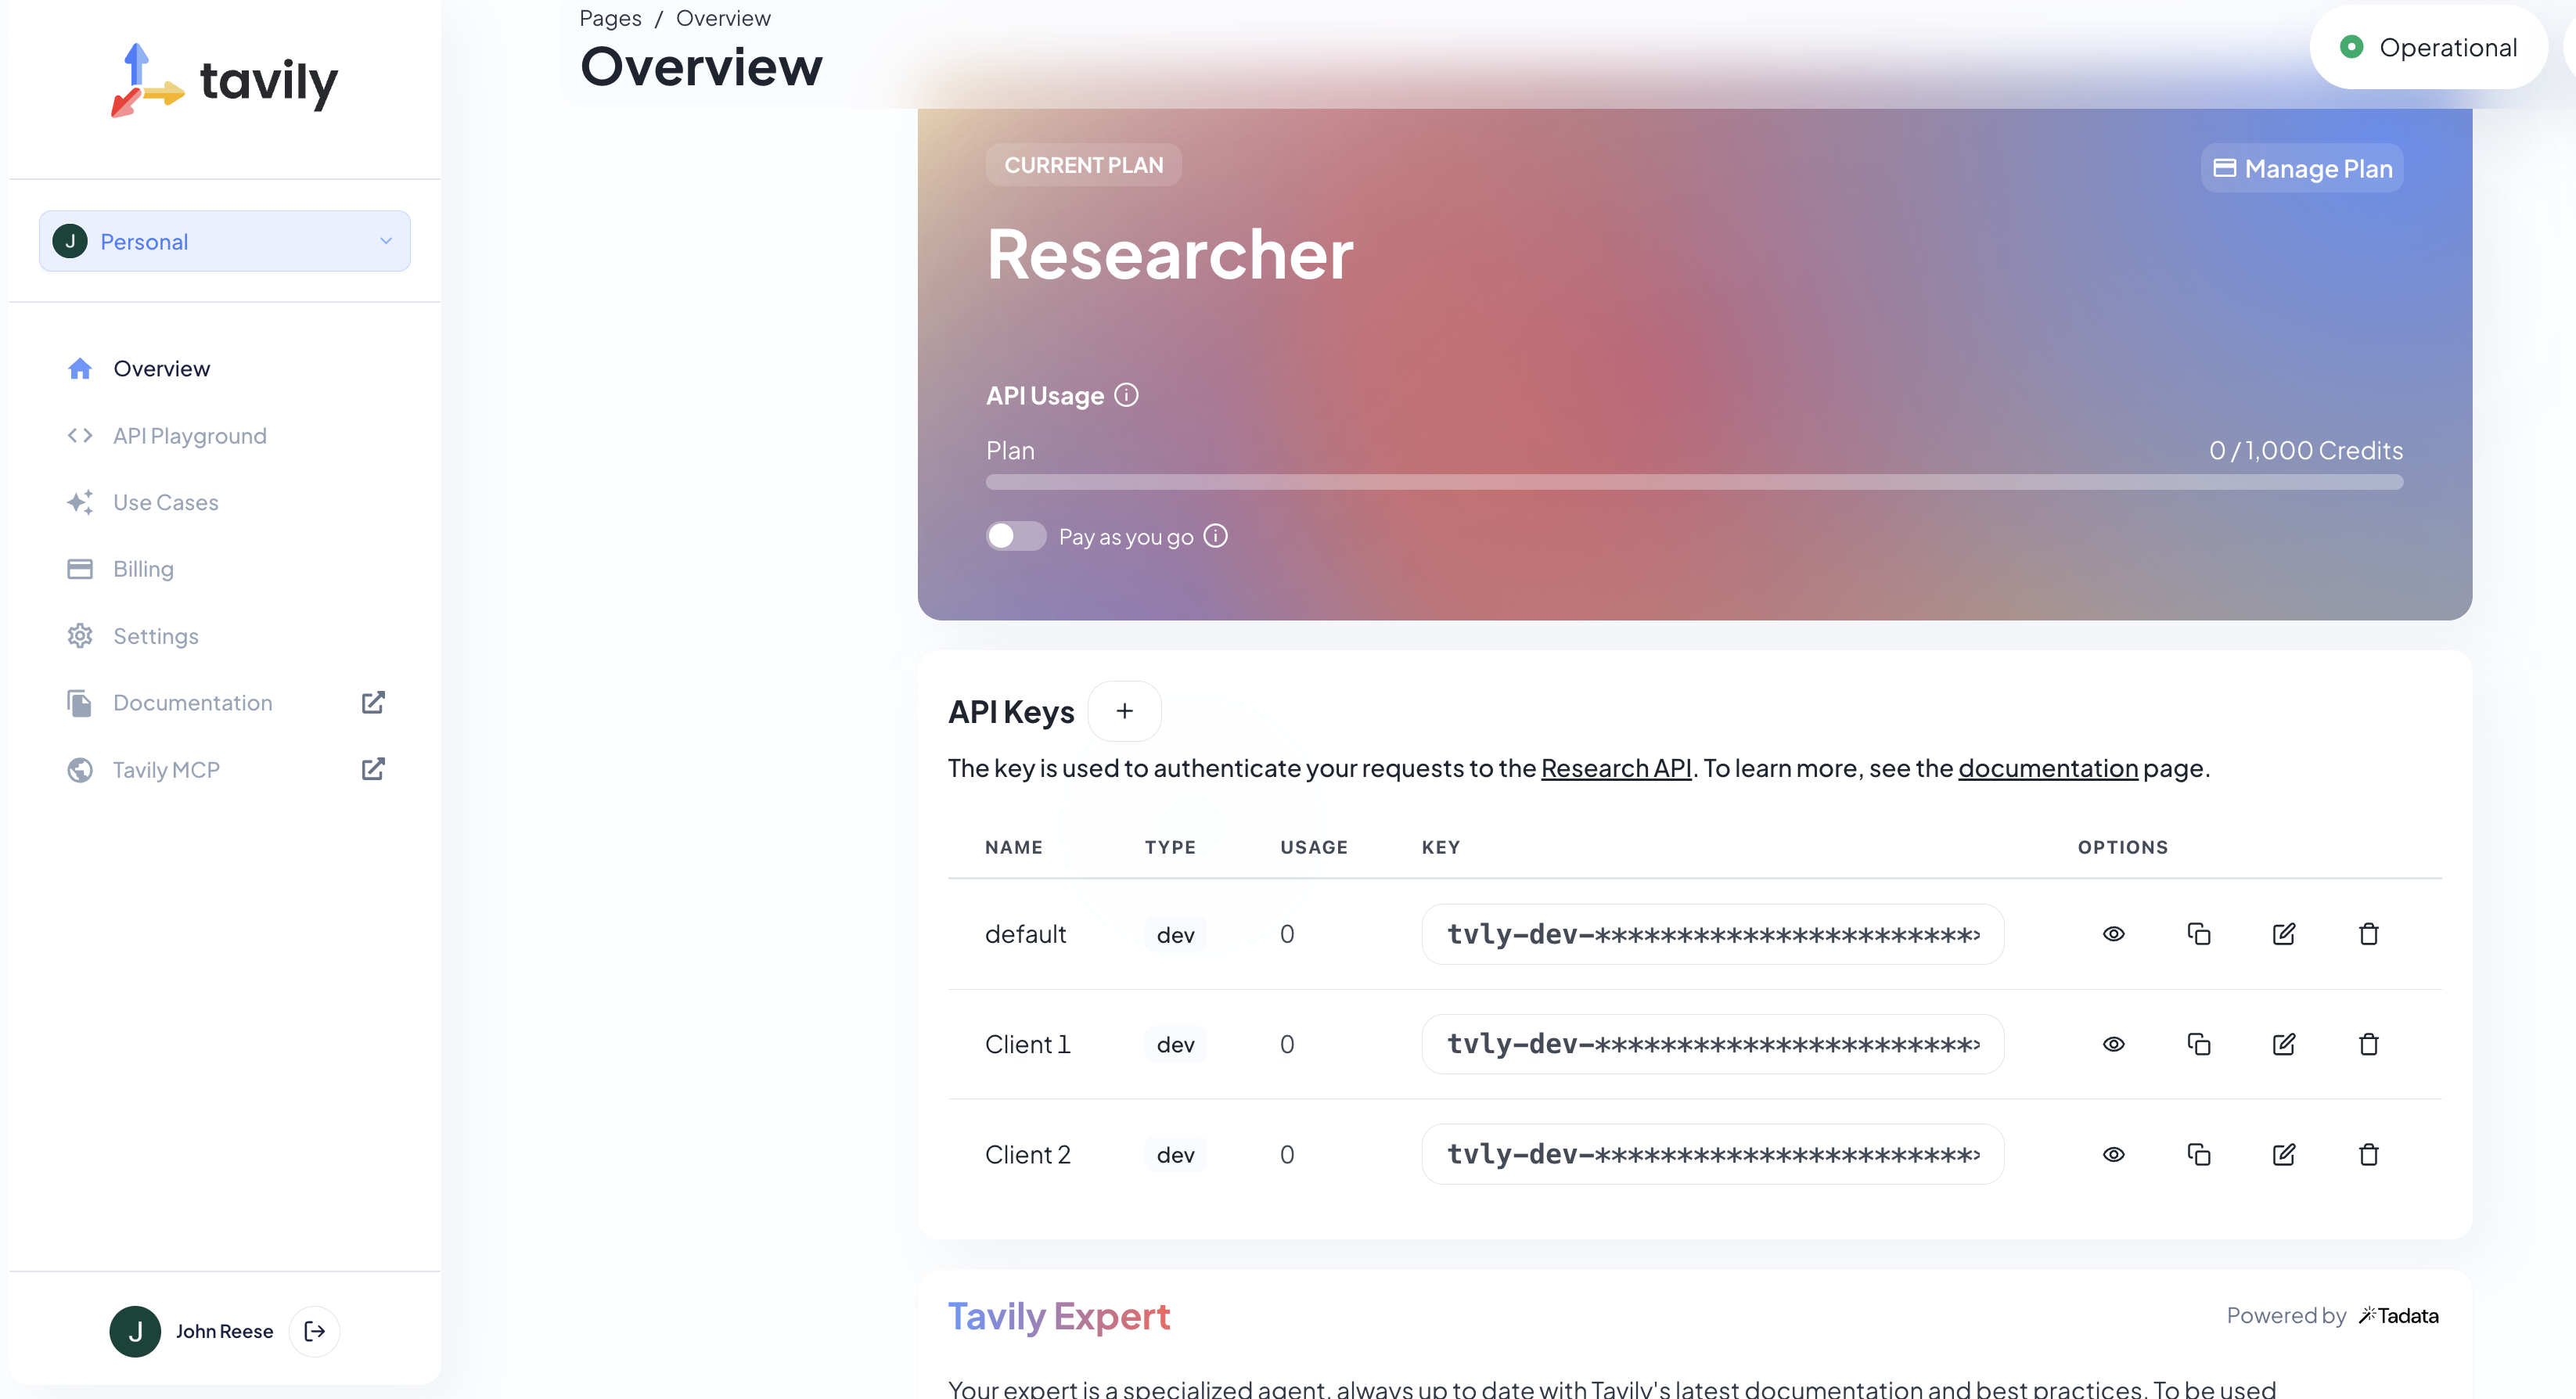 tavily
J Personal
Overview
API Playground
Use Cases
Billing
Settings
Documentation
Tavily MCP
J John Reese
Pages / Overview
Overview
Operational
CURRENT PLAN
Manage Plan
Researcher
API Usage
Plan 0 / 1,000 Credits
Pay as you go
API Keys +
The key is used to authenticate your requests to the Research API. To learn more, see the documentation page.
NAME TYPE USAGE KEY OPTIONS
default dev 0 tvly-dev-************************
Client 1 dev 0 tvly-dev-************************
Client 2 dev 0 tvly-dev-************************
Tavily Expert
Powered by Tadata
Your expert is a specialized agent, always up to date with Tavily's latest documentation and best practices. To be used